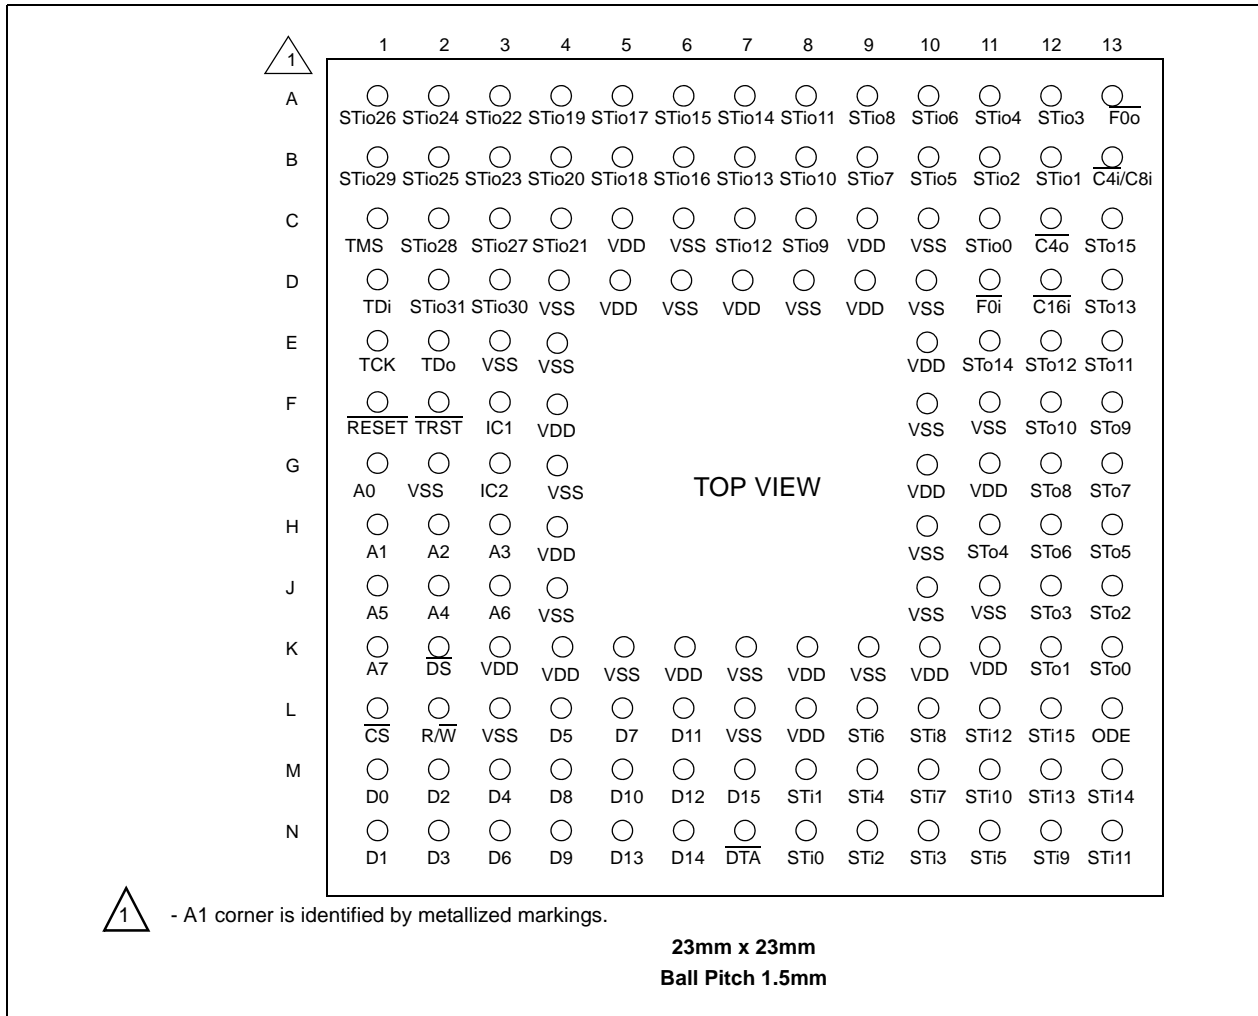 1 2 3 4 5 6 7 8 9 10 11 12 13
1
A
STio26 STio24 STio22 STio19 STio17 STio15 STio14 STio11 STio8 STio6 STio4 STio3 F0o
B
STio29 STio25 STio23 STio20 STio18 STio16 STio13 STio10 STio7 STio5 STio2 STio1 C4i/C8i
C
TMS STio28 STio27 STio21 VDD VSS STio12 STio9 VDD VSS STio0 C4o STo15
D
TDi STio31 STio30 VSS VDD VSS VDD VSS VDD VSS F0i C16i STo13
E
TCK TDo VSS VSS VDD STo14 STo12 STo11
F
RESET TRST IC1 VDD VSS VSS STo10 STo9
G
TOP VIEW
A0 VSS IC2 VSS VDD VDD STo8 STo7
H
A1 A2 A3 VDD VSS STo4 STo6 STo5
J
A5 A4 A6 VSS VSS VSS STo3 STo2
K
A7 DS VDD VDD VSS VDD VSS VDD VSS VDD VDD STo1 STo0
L
CS R/W VSS D5 D7 D11 VSS VDD STi6 STi8 STi12 STi15 ODE
M
D0 D2 D4 D8 D10 D12 D15 STi1 STi4 STi7 STi10 STi13 STi14
N
D1 D3 D6 D9 D13 D14 DTA STi0 STi2 STi3 STi5 STi9 STi11
1 - A1 corner is identified by metallized markings.
23mm x 23mm
Ball Pitch 1.5mm